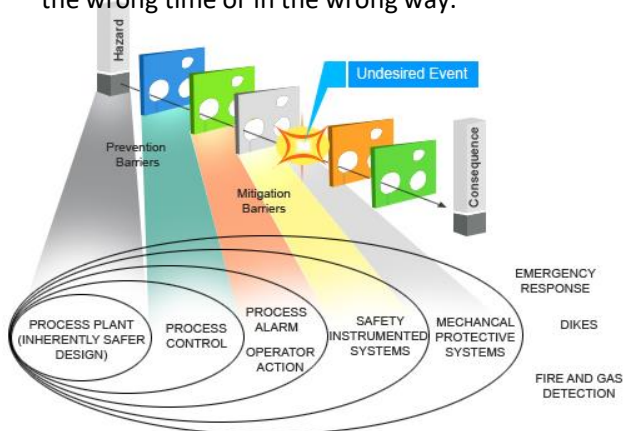 the wrong time or in the wrong way.
Hazard
Undesired Event
Prevention
Barriers
Mitigation
Barriers
Consequence
EMERGENCY
RESPONSE
PROCESS PLANT
(INHERENTLY SAFER
DESIGN)
PROCESS
CONTROL
PROCESS
ALARM
OPERATOR
ACTION
SAFETY
INSTRUMENTED
SYSTEMS
MECHANCAL
PROTECTIVE
SYSTEMS
DIKES
FIRE AND GAS
DETECTION